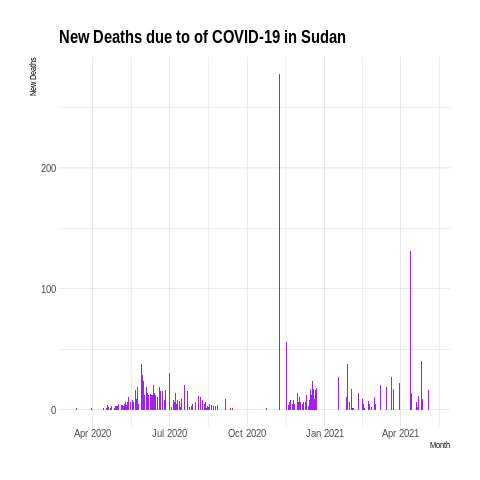 New Deaths due to of COVID-19 in Sudan
New Deaths
200
100
0
Apr 2020 Jul 2020 Oct 2020 Jan 2021 Apr 2021
Month